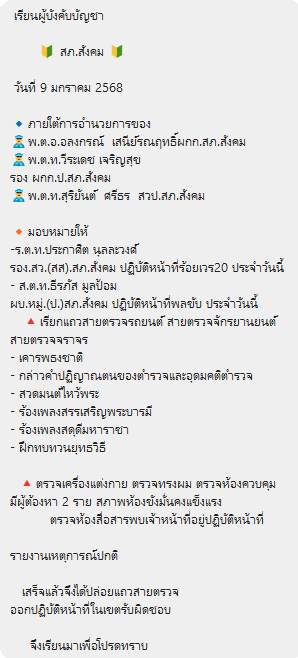 เรียนผู้บังคับบัญชา
🔰 สภ.สังคม 🔰
วันที่ 9 มกราคม 2568
🔹ภายใต้การอำนวยการของ
👮พ.ต.อ.อลงกรณ์ เสนีย์รณฤทธิ์ผกก.สภ.สังคม
👮พ.ต.ท.วีระเดช เจริญสุข
รอง ผกก.ป.สภ.สังคม
👮พ.ต.ท.สุริยันต์ ศรีธร สวป.สภ.สังคม
🔸มอบหมายให้
-ร.ต.ท.ประกาศิต นุลละวงศ์
รอง.สว.(สส).สภ.สังคม ปฏิบัติหน้าที่ร้อยเวร20 ประจำวันนี้
- ส.ต.ท.ธีรภัส มูลป้อม
ผบ.หมู่.(ป.)สภ.สังคม ปฏิบัติหน้าที่พลขับ ประจำวันนี้
🔺เรียกแถวสายตรวจรถยนต์ สายตรวจจักรยานยนต์
สายตรวจจราจร
- เคารพธงชาติ
- กล่าวคำปฏิญาณตนของตำรวจและอุดมคติตำรวจ
- สวดมนต์ไหว้พระ
- ร้องเพลงสรรเสริญพระบารมี
- ร้องเพลงสดุดีมหาราชา
- ฝึกทบทวนยุทธวิธี
🔺ตรวจเครื่องแต่งกาย ตรวจทรงผม ตรวจห้องควบคุม
มีผู้ต้องหา 2 ราย สภาพห้องขังมั่นคงแข็งแรง
ตรวจห้องสื่อสารพบเจ้าหน้าที่อยู่ปฏิบัติหน้าที่
รายงานเหตุการณ์ปกติ
เสร็จแล้วจึงได้ปล่อยแถวสายตรวจ
ออกปฏิบัติหน้าที่ในเขตรับผิดชอบ
จึงเรียนมาเพื่อโปรดทราบ